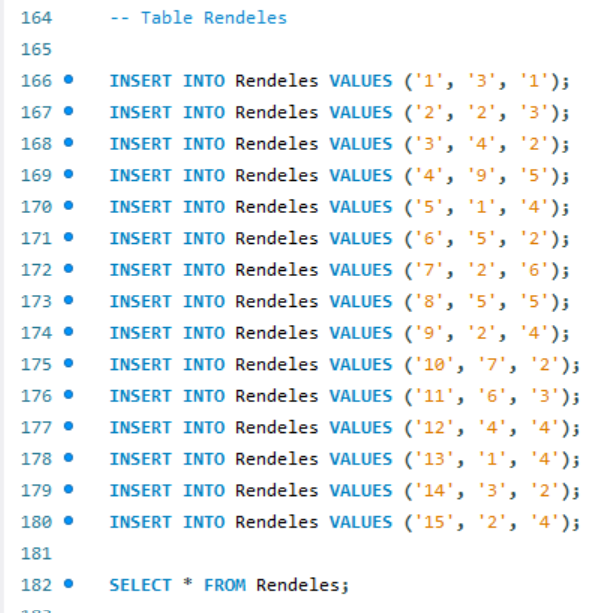 164 -- Table Rendeles
165
166 INSERT INTO Rendeles VALUES ('1', '3', '1');
167 INSERT INTO Rendeles VALUES ('2', '2', '3');
168 INSERT INTO Rendeles VALUES ('3', '4', '2');
169 INSERT INTO Rendeles VALUES ('4', '9', '5');
170 INSERT INTO Rendeles VALUES ('5', '1', '4');
171 INSERT INTO Rendeles VALUES ('6', '5', '2');
172 INSERT INTO Rendeles VALUES ('7', '2', '6');
173 INSERT INTO Rendeles VALUES ('8', '5', '5');
174 INSERT INTO Rendeles VALUES ('9', '2', '4');
175 INSERT INTO Rendeles VALUES ('10', '7', '2');
176 INSERT INTO Rendeles VALUES ('11', '6', '3');
177 INSERT INTO Rendeles VALUES ('12', '4', '4');
178 INSERT INTO Rendeles VALUES ('13', '1', '4');
179 INSERT INTO Rendeles VALUES ('14', '3', '2');
180 INSERT INTO Rendeles VALUES ('15', '2', '4');
181
182 SELECT * FROM Rendeles;